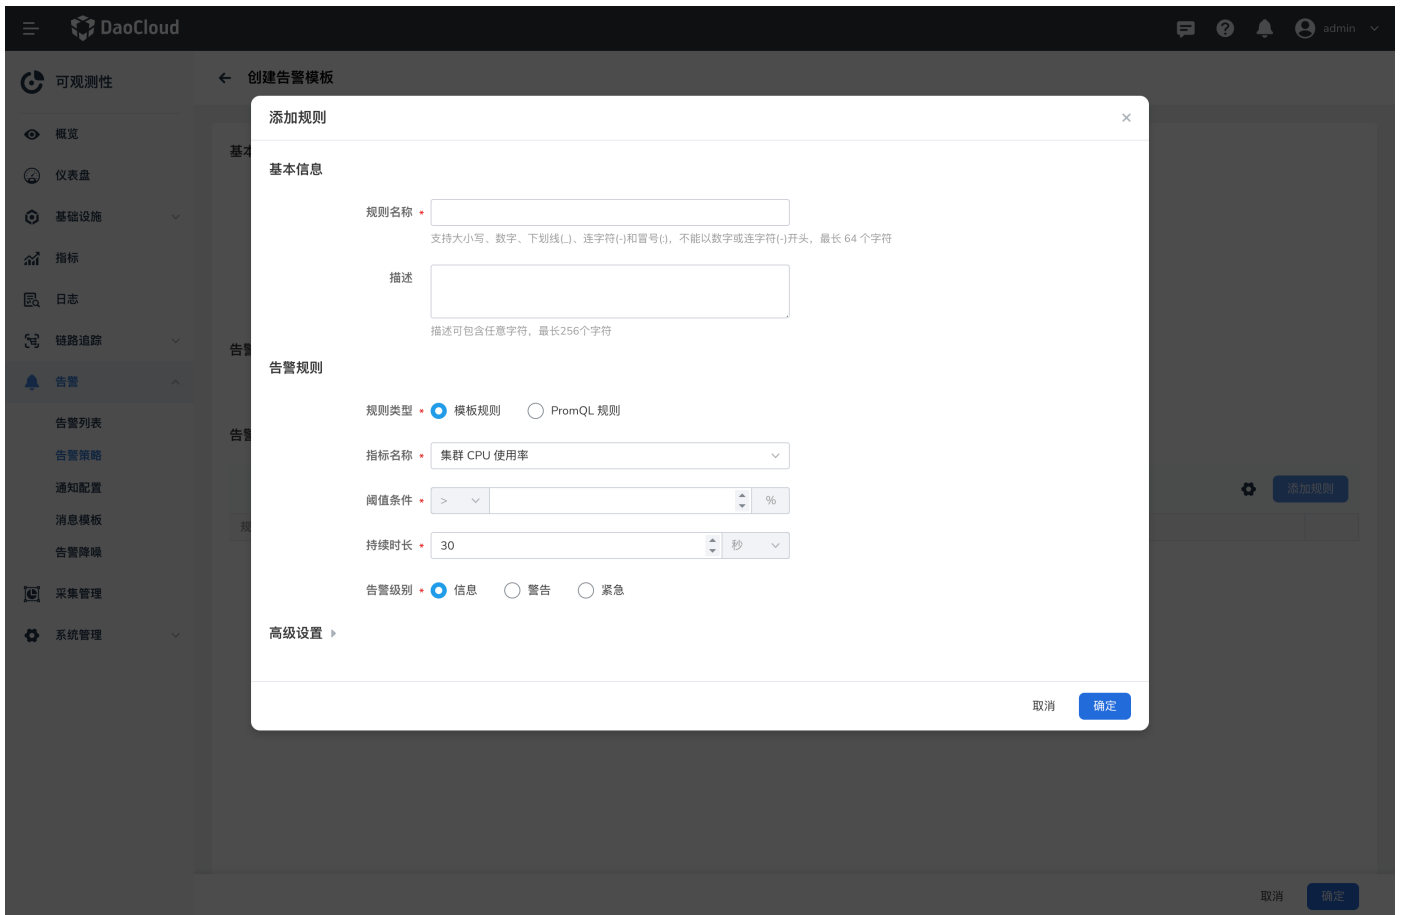 DaoCloud
admin
可观测性
创建告警模板
概览
仪表盘
基础设施
指标
日志
链路追踪
告警
告警列表
告警策略
通知配置
消息模板
告警降噪
采集管理
系统管理
基本
告警
告警
添加规则
规
添加规则
基本信息
规则名称 *
支持大小写、数字、下划线(_)、连字符(-)和冒号(:)，不能以数字或连字符(-)开头，最长 64 个字符
描述
描述可包含任意字符，最长256个字符
告警规则
规则类型 * 模板规则 PromQL 规则
指标名称 * 集群 CPU 使用率
阈值条件 * > %
持续时长 * 30 秒
告警级别 * 信息 警告 紧急
高级设置
取消 确定
取消 确定